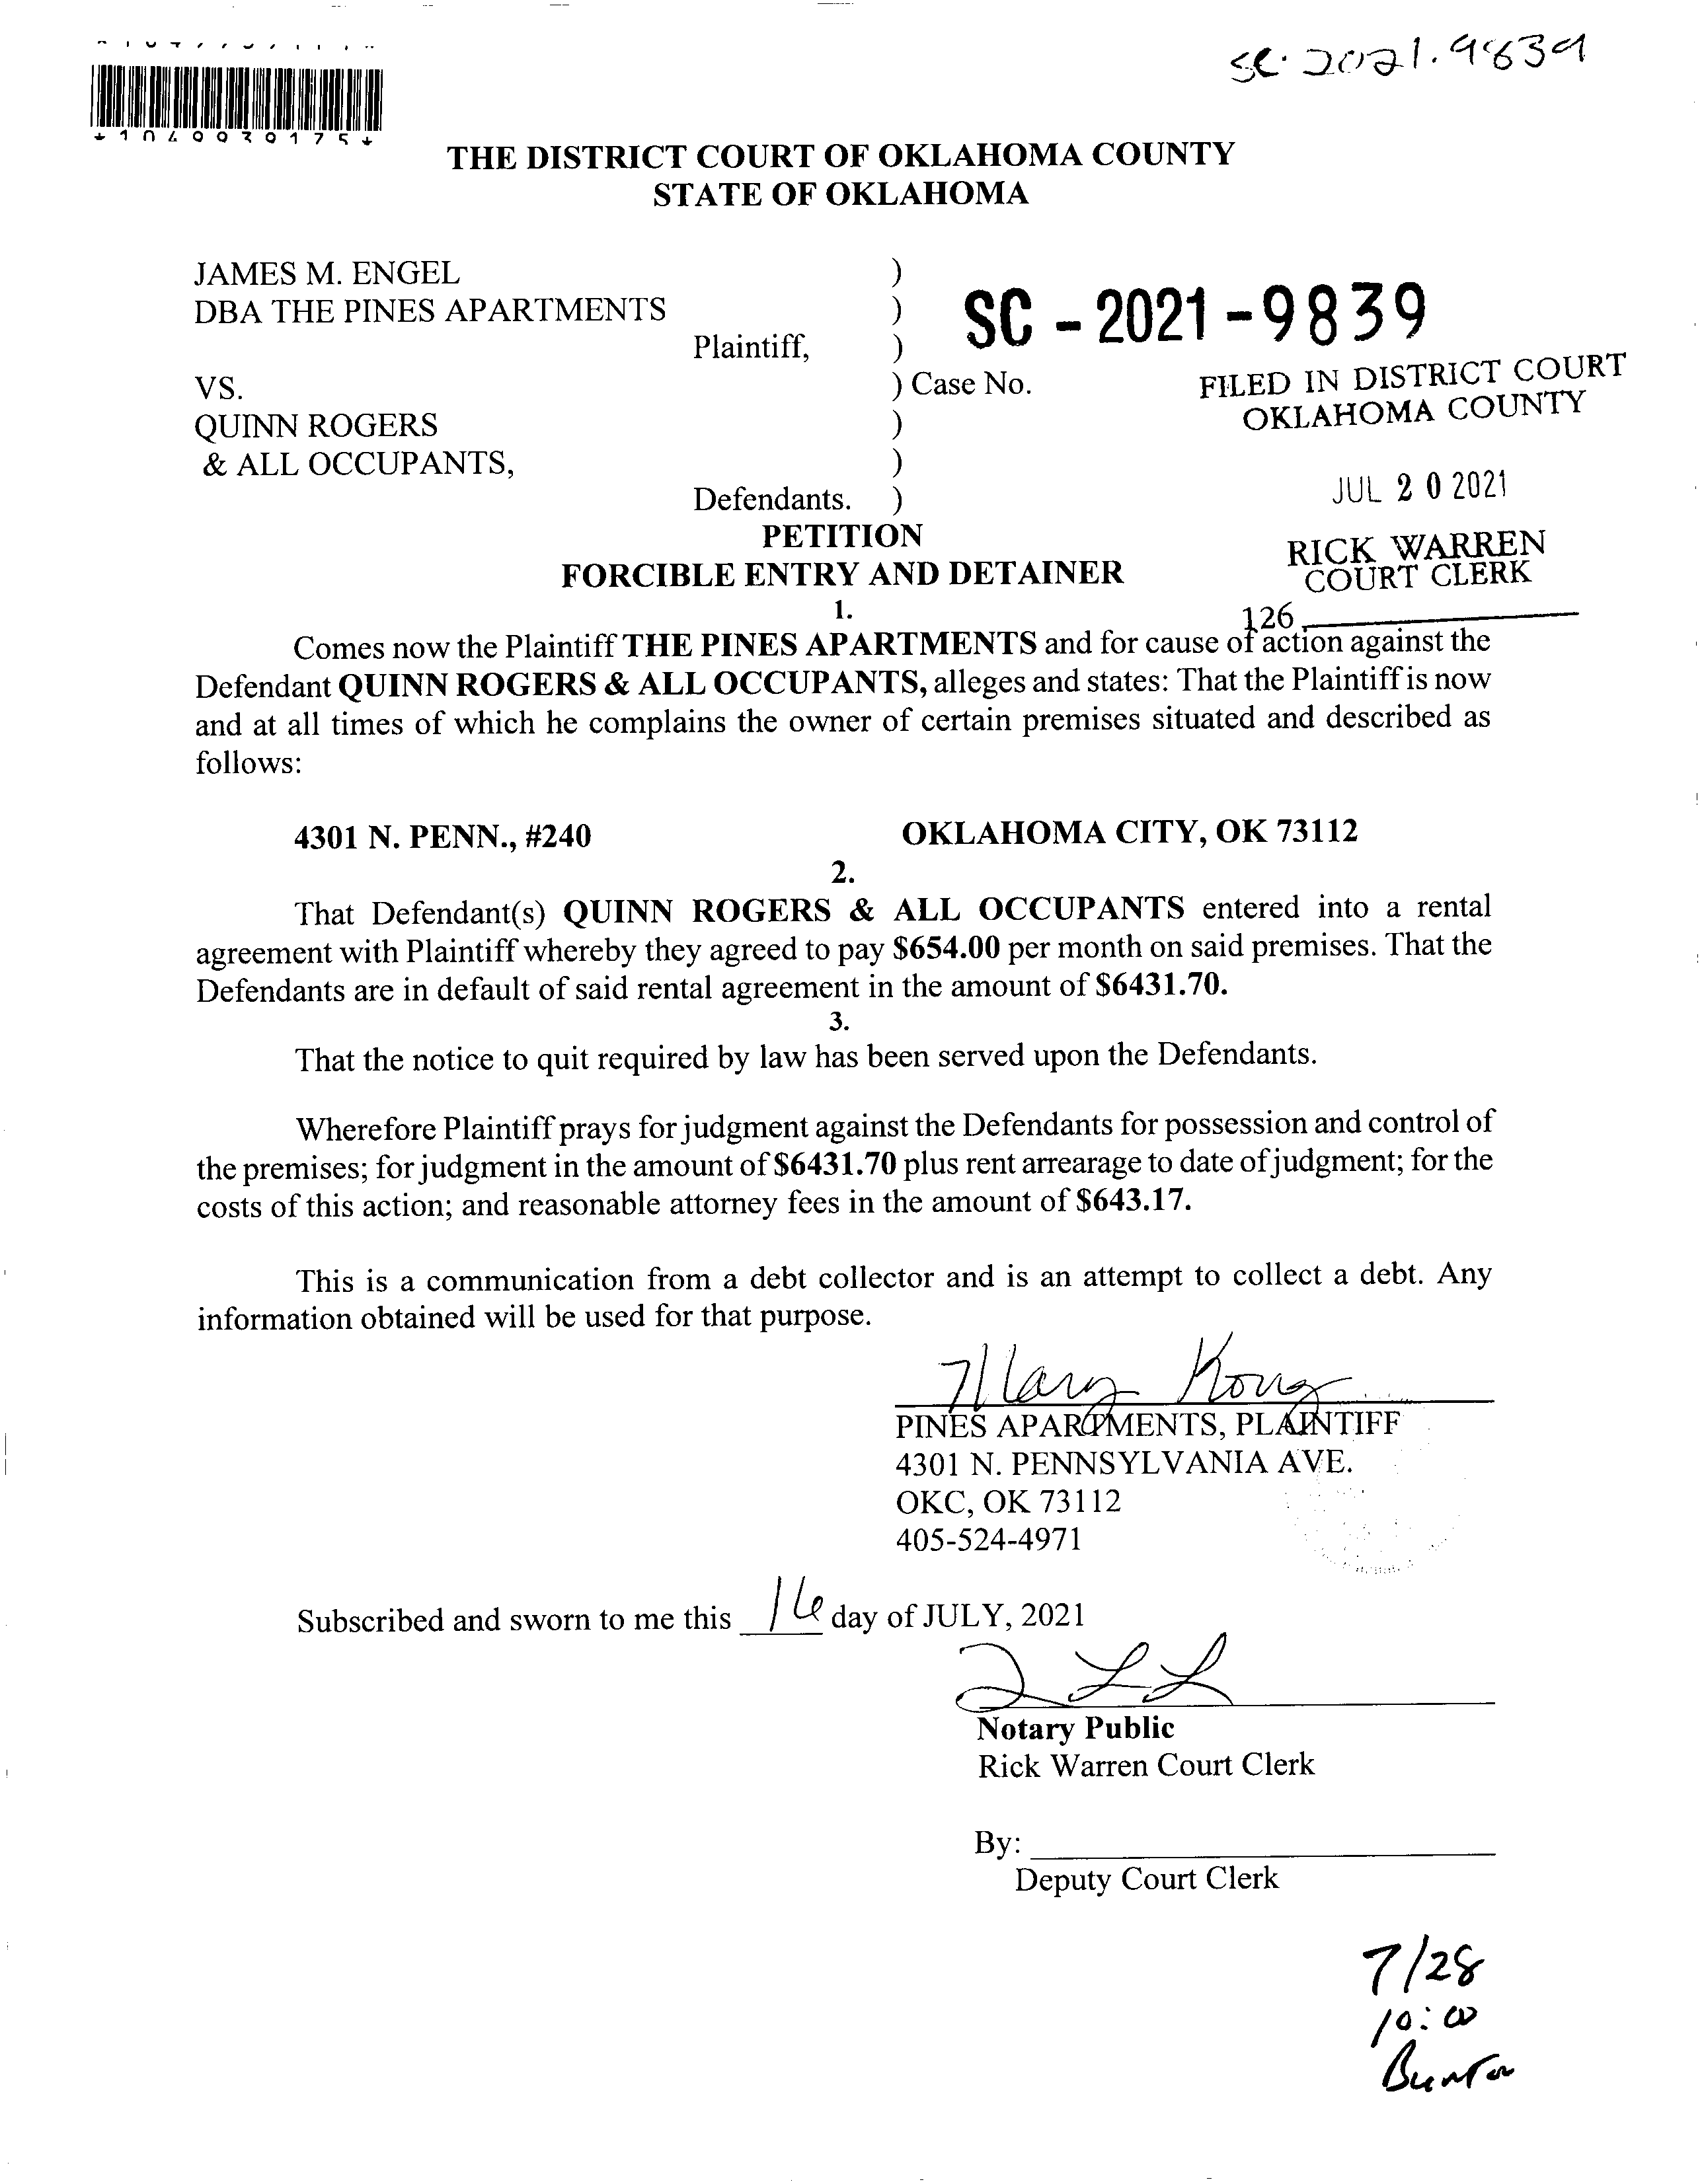 SC-2021-9839
*1040030175*
THE DISTRICT COURT OF OKLAHOMA COUNTY
STATE OF OKLAHOMA
JAMES M. ENGEL )
DBA THE PINES APARTMENTS )
Plaintiff, )
SC-2021-9839
VS. ) Case No.
FILED IN DISTRICT COURT
OKLAHOMA COUNTY
QUINN ROGERS )
& ALL OCCUPANTS, )
Defendants. )
JUL 20 2021
PETITION
RICK WARREN
COURT CLERK
FORCIBLE ENTRY AND DETAINER
1.
126
Comes now the Plaintiff THE PINES APARTMENTS and for cause of action against the
Defendant QUINN ROGERS & ALL OCCUPANTS, alleges and states: That the Plaintiff is now
and at all times of which he complains the owner of certain premises situated and described as
follows:
4301 N. PENN., #240 OKLAHOMA CITY, OK 73112
2.
That Defendant(s) QUINN ROGERS & ALL OCCUPANTS entered into a rental
agreement with Plaintiff whereby they agreed to pay $654.00 per month on said premises. That the
Defendants are in default of said rental agreement in the amount of $6431.70.
3.
That the notice to quit required by law has been served upon the Defendants.
Wherefore Plaintiff prays for judgment against the Defendants for possession and control of
the premises; for judgment in the amount of $6431.70 plus rent arrearage to date of judgment; for the
costs of this action; and reasonable attorney fees in the amount of $643.17.
This is a communication from a debt collector and is an attempt to collect a debt. Any
information obtained will be used for that purpose.
Mary Kong
PINES APARTMENTS, PLAINTIFF
4301 N. PENNSYLVANIA AVE.
OKC, OK 73112
405-524-4971
Subscribed and sworn to me this 16 day of JULY, 2021
Notary Public
Rick Warren Court Clerk
By:
Deputy Court Clerk
7/28
10:00